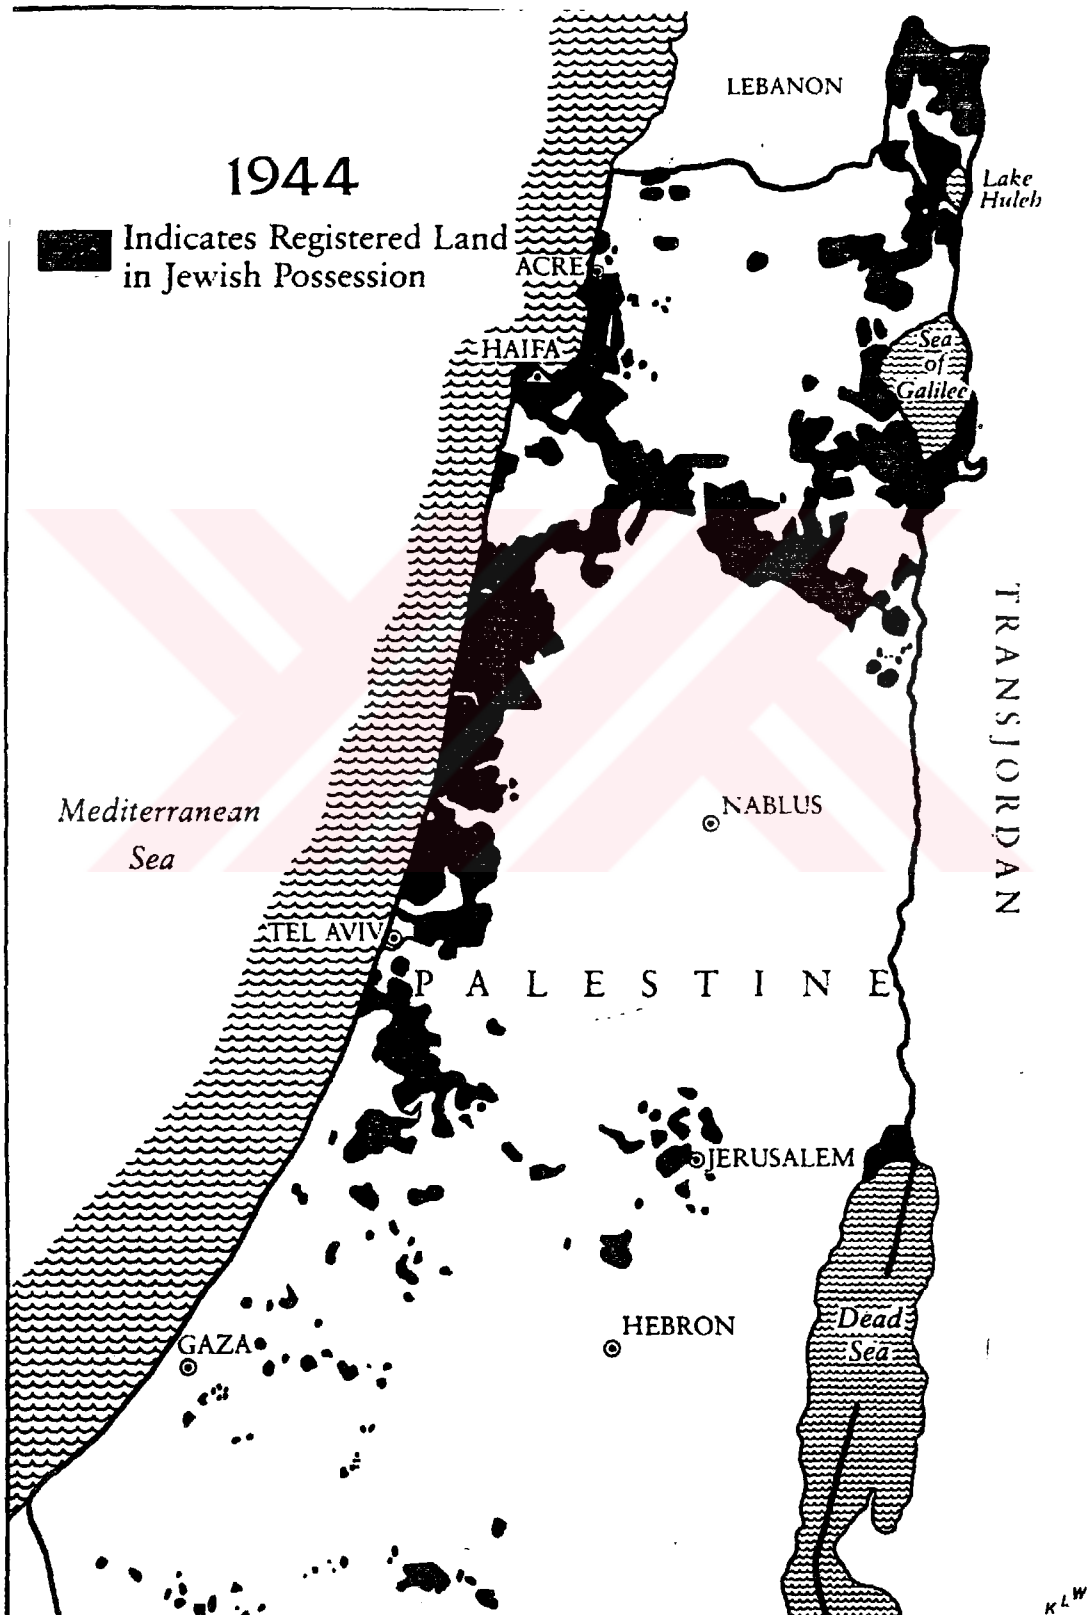 LEBANON
1944
Lake
Huleh
Indicates Registered Land
in Jewish Possession
ACRE
HAIFA
Sea
of
Galilee
TRANSJORDAN
Mediterranean
Sea
NABLUS
TEL AVIV
PALESTINE
JERUSALEM
Dead
Sea
HEBRON
GAZA
KLW